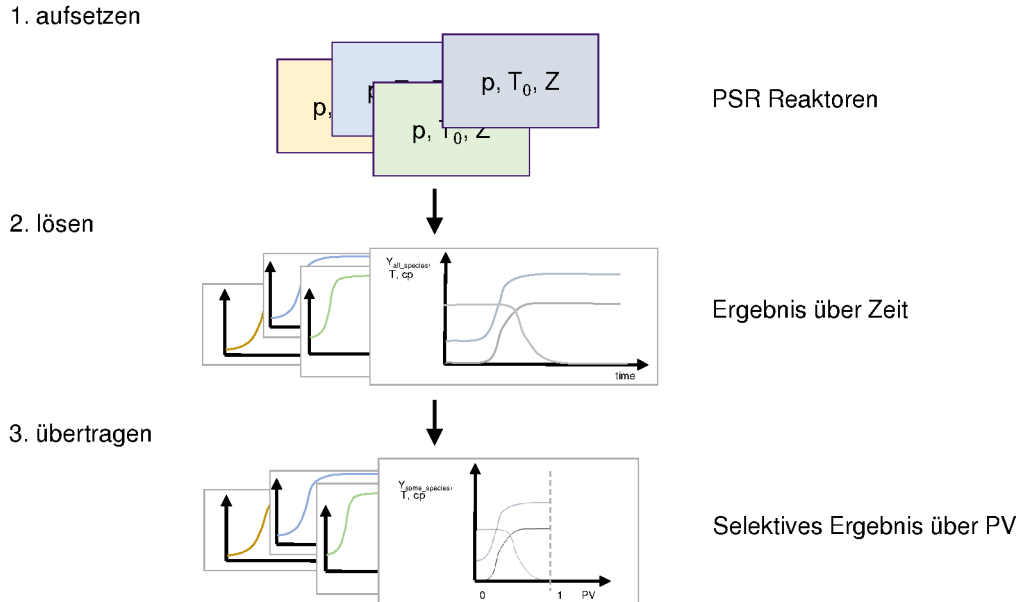 1. aufsetzen
p, T0, Z
p,
p, T0, Z
PSR Reaktoren
2. lösen
Yall_species,
T, cp
time
Ergebnis über Zeit
3. übertragen
Ysome_species,
T, cp
0 1 PV
Selektives Ergebnis über PV